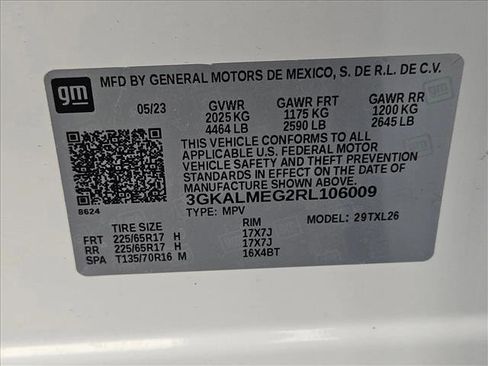 gm
MFD BY GENERAL MOTORS DE MEXICO, S. DE R.L. DE C.V.
05/23 GVWR GAWR FRT GAWR RR
2025 KG 1175 KG 1200 KG
4464 LB 2590 LB 2645 LB
THIS VEHICLE CONFORMS TO ALL
APPLICABLE U.S. FEDERAL MOTOR
VEHICLE SAFETY AND THEFT PREVENTION
STANDARDS IN EFFECT ON THE DATE OF
MANUFACTURE SHOWN ABOVE.
3GKALMEG2RL106009
8624
TYPE: MPV MODEL: 29TXL26
TIRE SIZE RIM
FRT 225/65R17 H 17X7J
RR 225/65R17 H 17X7J
SPA T135/70R16 M 16X4BT